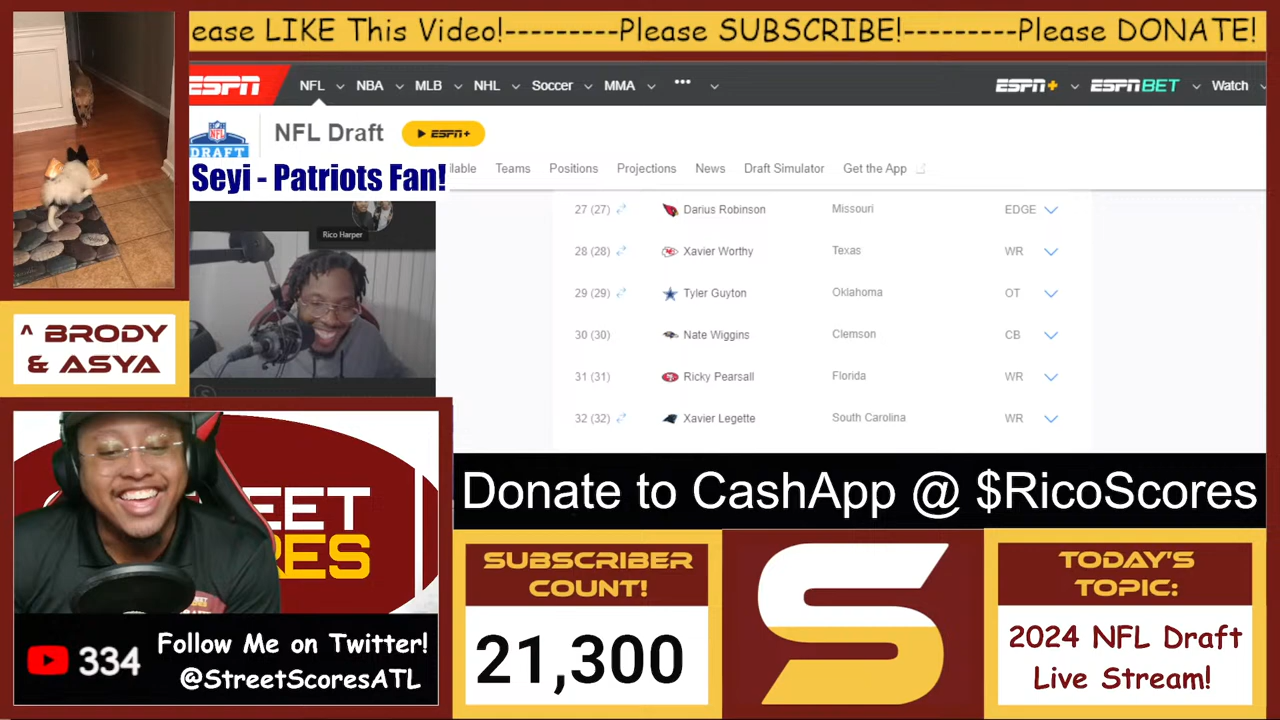 ease LIKE This Video!---------Please SUBSCRIBE!---------Please DONATE!
ESPN NFL NBA MLB NHL Soccer MMA ••• ESPN+ ESPNBET Watch
NFL
DRAFT
NFL Draft
ESPN+
Seyi - Patriots Fan!
ilable Teams Positions Projections News Draft Simulator Get the App
Rico Harper
27 (27) Darius Robinson Missouri EDGE
28 (28) Xavier Worthy Texas WR
29 (29) Tyler Guyton Oklahoma OT
30 (30) Nate Wiggins Clemson CB
31 (31) Ricky Pearsall Florida WR
32 (32) Xavier Legette South Carolina WR
^ BRODY
& ASYA
EET
RES
Donate to CashApp @ $RicoScores
334
Follow Me on Twitter!
@StreetScoresATL
SUBSCRIBER
COUNT!
21,300
S
TODAY'S
TOPIC:
2024 NFL Draft
Live Stream!